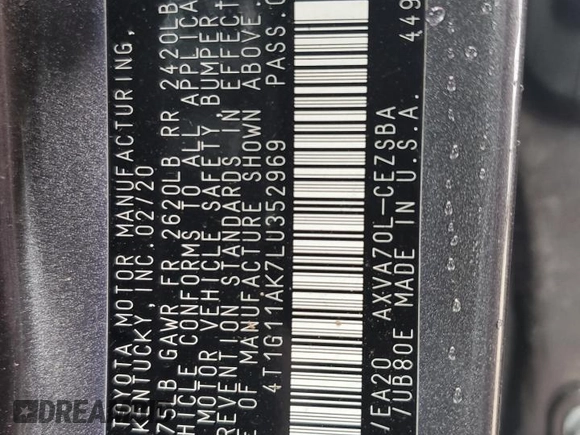 TOYOTA MOTOR MANUFACTURING,
KENTUCKY, INC. 02/20
75LB GAWR FR 2620LB RR 2420LB
HICLE CONFORMS TO ALL APPLICA
MOTOR VEHICLE SAFETY, BUMPER
REVENTION STANDARDS IN EFFECT
E OF MANUFACTURE SHOWN ABOVE.
4T1G11AK7LU352969 PASS.
/EA20 AXVA70L-CEZSBA
/UB80E MADE IN U.S.A. 449